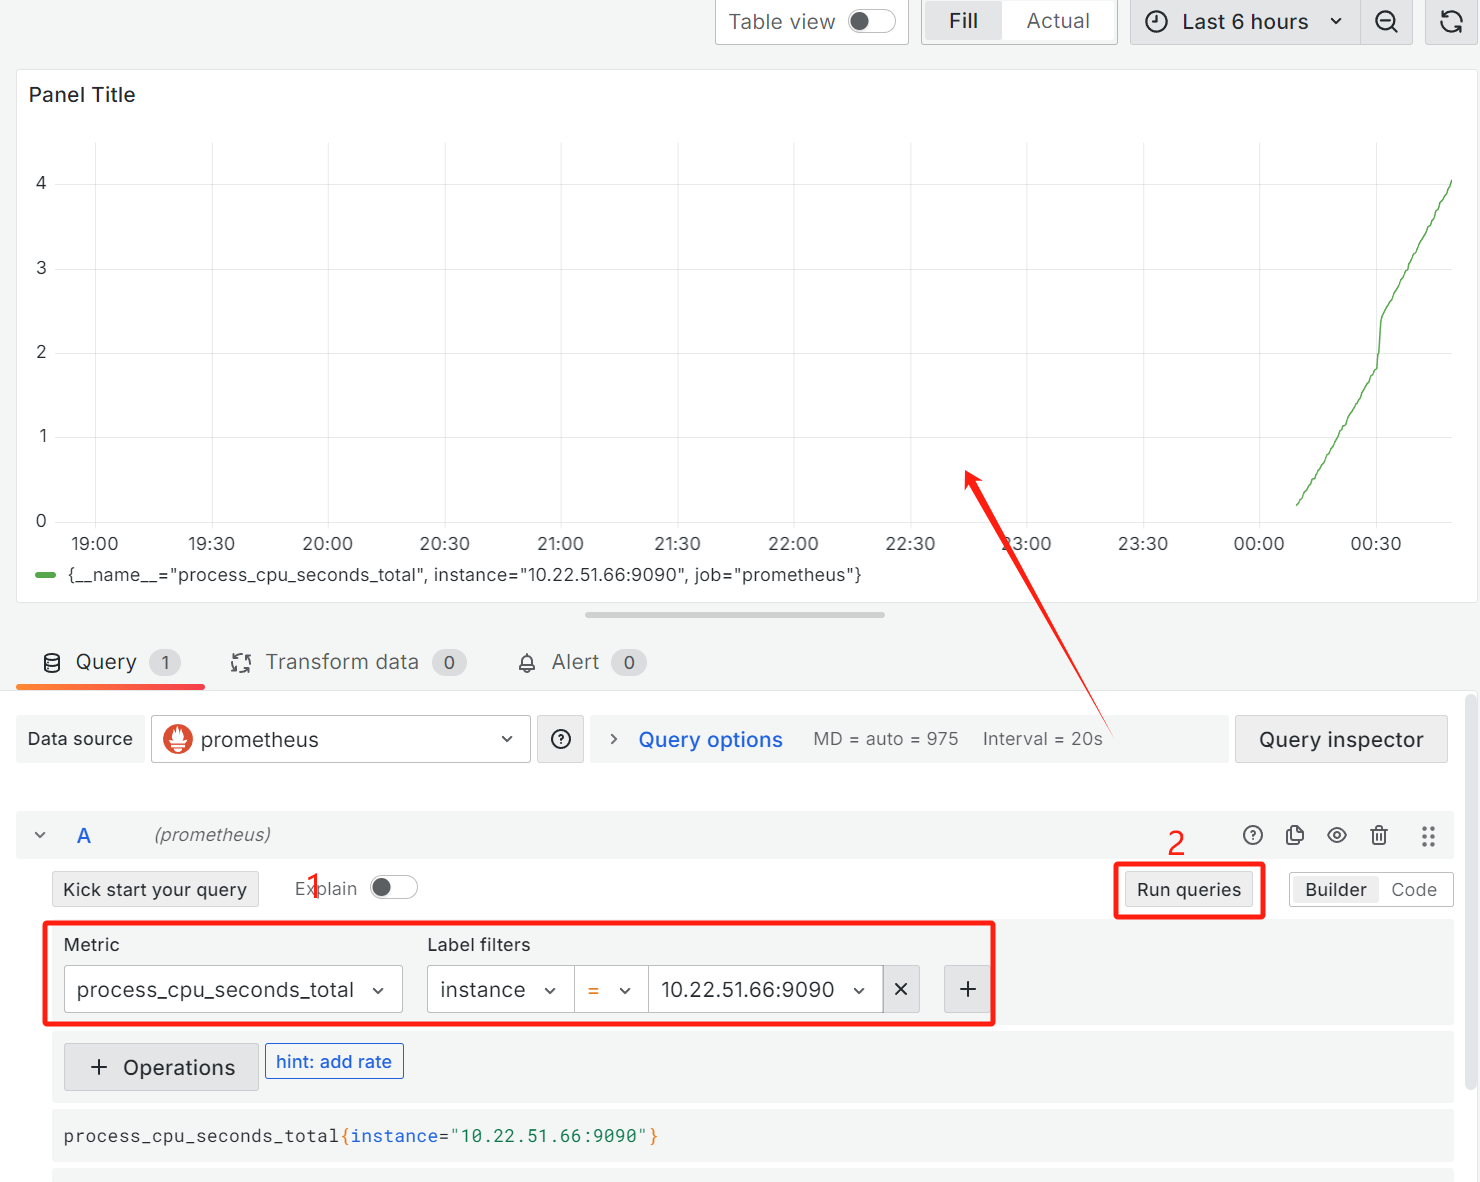 Table view Fill Actual Last 6 hours
Panel Title
4
3
2
1
0
19:00 19:30 20:00 20:30 21:00 21:30 22:00 22:30 23:00 23:30 00:00 00:30
{__name__="process_cpu_seconds_total", instance="10.22.51.66:9090", job="prometheus"}
Query 1 Transform data 0 Alert 0
Data source prometheus Query options MD = auto = 975 Interval = 20s Query inspector
A (prometheus)
2
Kick start your query Explain Run queries Builder Code
1
Metric Label filters
process_cpu_seconds_total instance = 10.22.51.66:9090
+ Operations hint: add rate
process_cpu_seconds_total{instance="10.22.51.66:9090"}